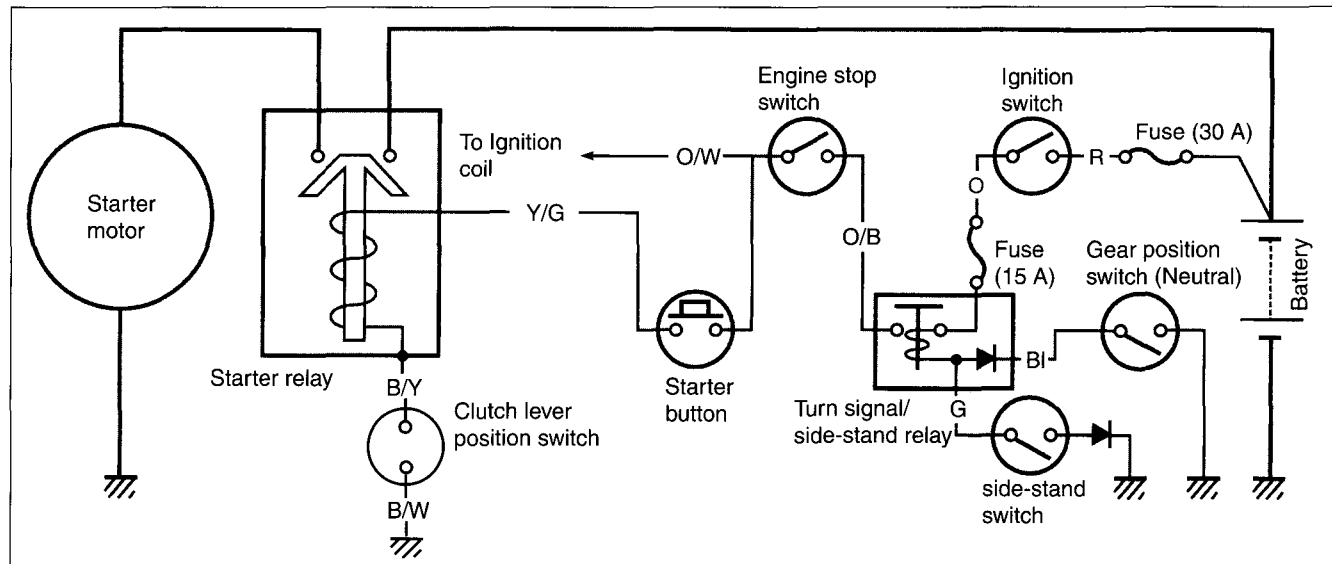 Engine stop
switch
Ignition
switch
Fuse (30 A)
To Ignition
coil
O/W
R
O
Starter
motor
Y/G
O/B
Fuse
(15 A)
Gear position
switch (Neutral)
Battery
Starter relay
BI
B/Y
Clutch lever
position switch
Starter
button
Turn signal/
side-stand relay
G
B/W
side-stand
switch